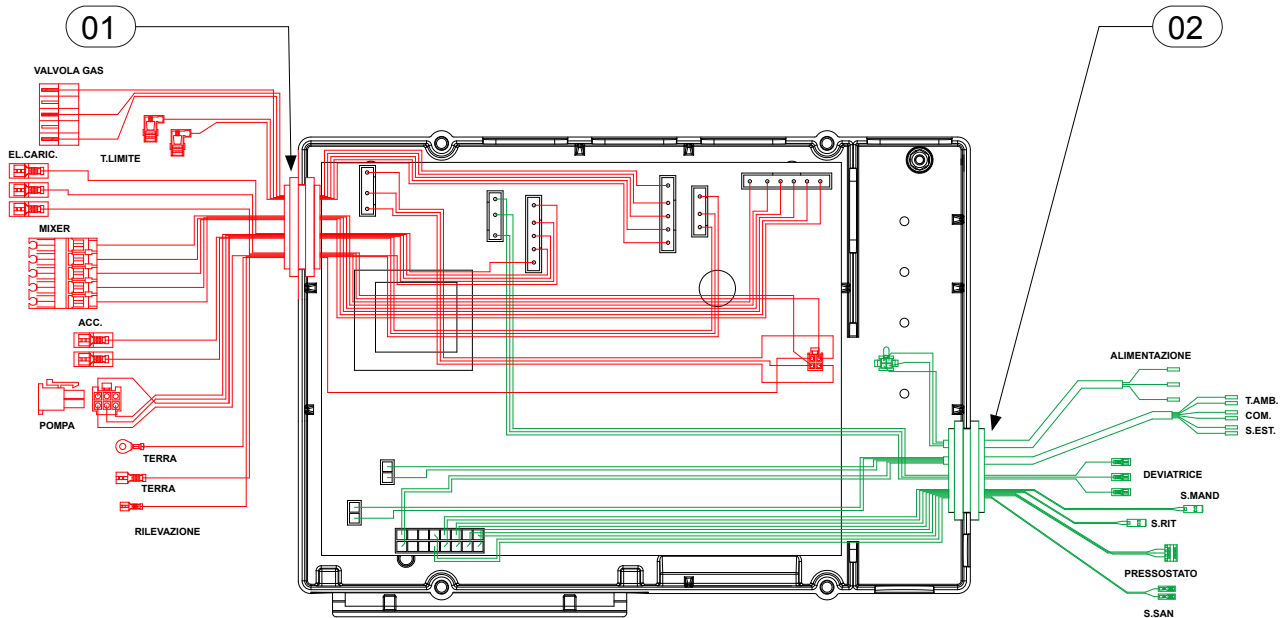 01
02
VALVOLA GAS
T.LIMITE
EL.CARIC.
MIXER
ACC.
POMPA
TERRA
TERRA
RILEVAZIONE
ALIMENTAZIONE
T.AMB.
COM.
S.EST.
DEVIATRICE
S.MAND
S.RIT
PRESSOSTATO
S.SAN